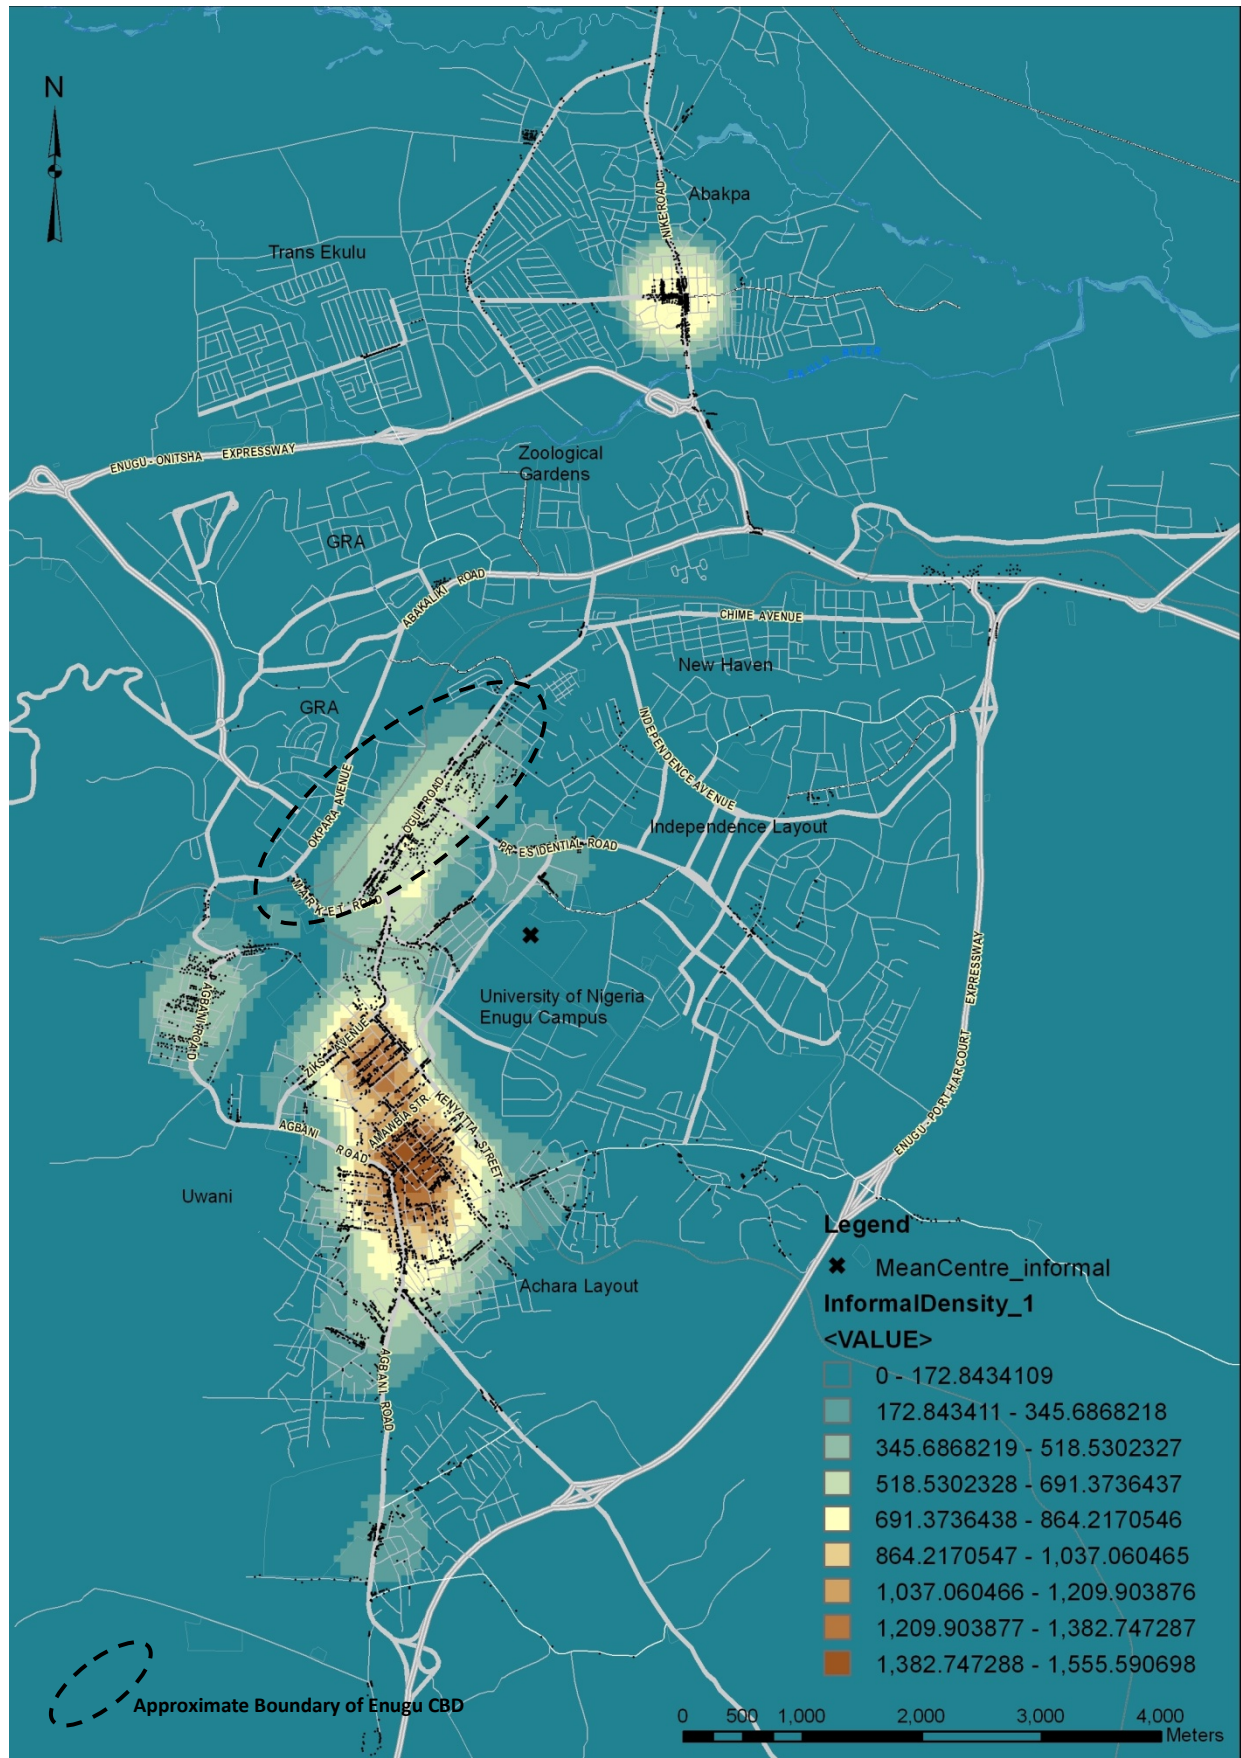 N
Abakpa
NIKE ROAD
Trans Ekulu
ENUGU - ONITSHA EXPRESSWAY
Zoological
Gardens
GRA
ABAKALIKI ROAD
CHIME AVENUE
New Haven
GRA
INDEPENDENCE AVENUE
OKPARA AVENUE
OGUI ROAD
Independence Layout
PRESIDENTIAL ROAD
MARKET ROAD
University of Nigeria
Enugu Campus
AGBANI ROAD
ZIKS AVENUE
ENUGU - PORT HARCOURT EXPRESSWAY
KENYATTA STREET
AMAWBIA STR.
AGBANI ROAD
Uwani
Achara Layout
AGBANI ROAD
Legend
MeanCentre_informal
InformalDensity_1
<VALUE>
0 - 172.8434109
172.843411 - 345.6868218
345.6868219 - 518.5302327
518.5302328 - 691.3736437
691.3736438 - 864.2170546
864.2170547 - 1,037.060465
1,037.060466 - 1,209.903876
1,209.903877 - 1,382.747287
1,382.747288 - 1,555.590698
Approximate Boundary of Enugu CBD
0 500 1,000 2,000 3,000 4,000
Meters